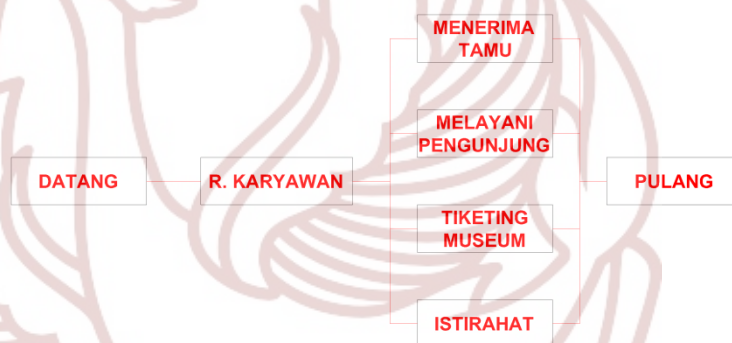 MENERIMA
TAMU
MELAYANI
PENGUNJUNG
DATANG
R. KARYAWAN
PULANG
TIKETING
MUSEUM
ISTIRAHAT